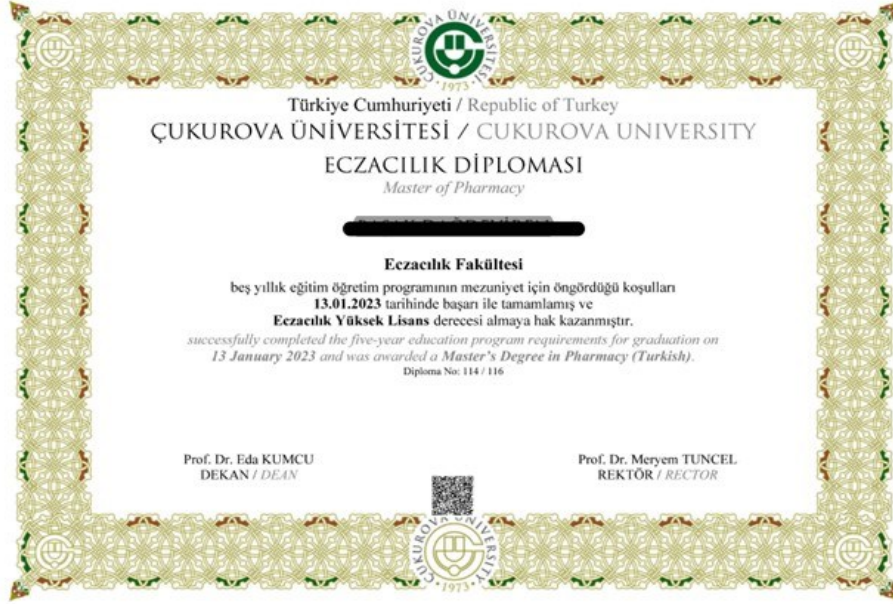 ÇUKUROVA ÜNİVERSİTESİ
1973
Türkiye Cumhuriyeti / Republic of Turkey
ÇUKUROVA ÜNİVERSİTESİ / CUKUROVA UNIVERSITY
ECZACILIK DİPLOMASI
Master of Pharmacy
Eczacılık Fakültesi
beş yıllık eğitim öğretim programının mezuniyet için öngördüğü koşulları
13.01.2023 tarihinde başarı ile tamamlamış ve
Eczacılık Yüksek Lisans derecesi almaya hak kazanmıştır.
successfully completed the five-year education program requirements for graduation on
13 January 2023 and was awarded a Master's Degree in Pharmacy (Turkish).
Diploma No: 114 / 116
Prof. Dr. Eda KUMCU
DEKAN / DEAN
Prof. Dr. Meryem TUNCEL
REKTÖR / RECTOR
ÇUKUROVA UNIVERSITY
1973